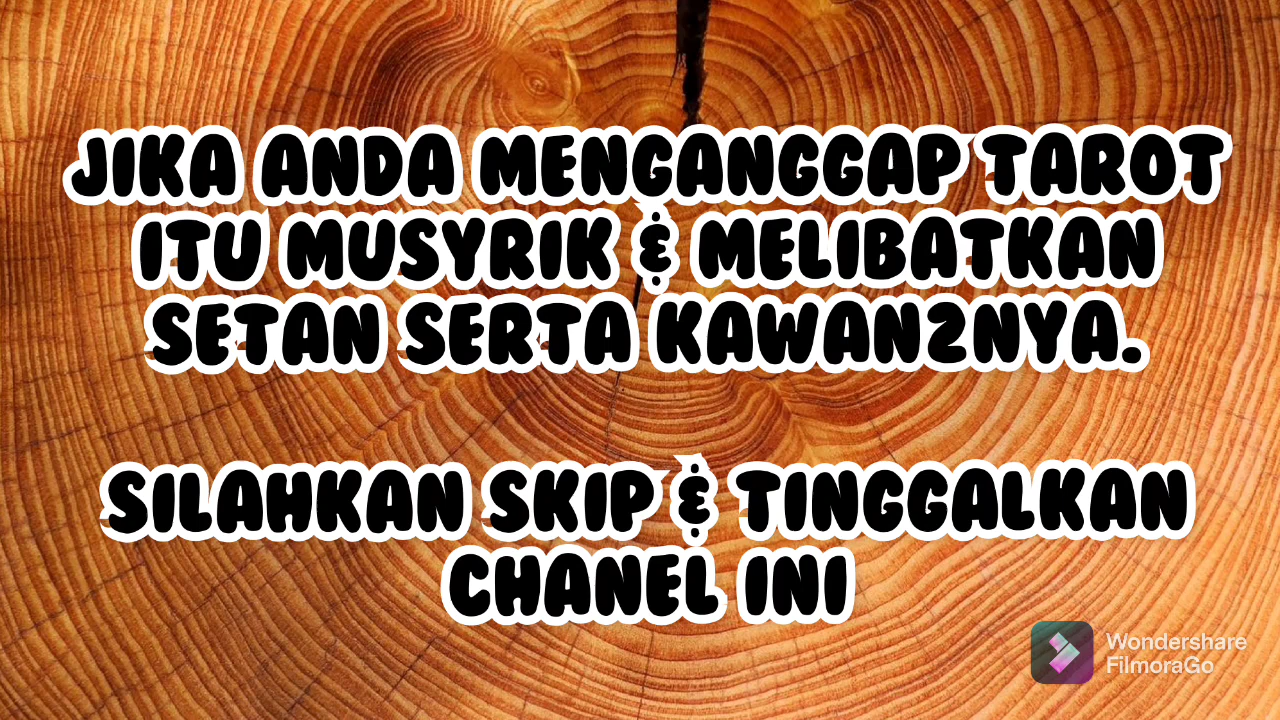 JIKA ANDA MENGANGGAP TAROT
ITU MUSYRIK & MELIBATKAN
SETAN SERTA KAWAN2NYA.
SILAHKAN SKIP & TINGGALKAN
CHANEL INI
Wondershare
FilmoraGo